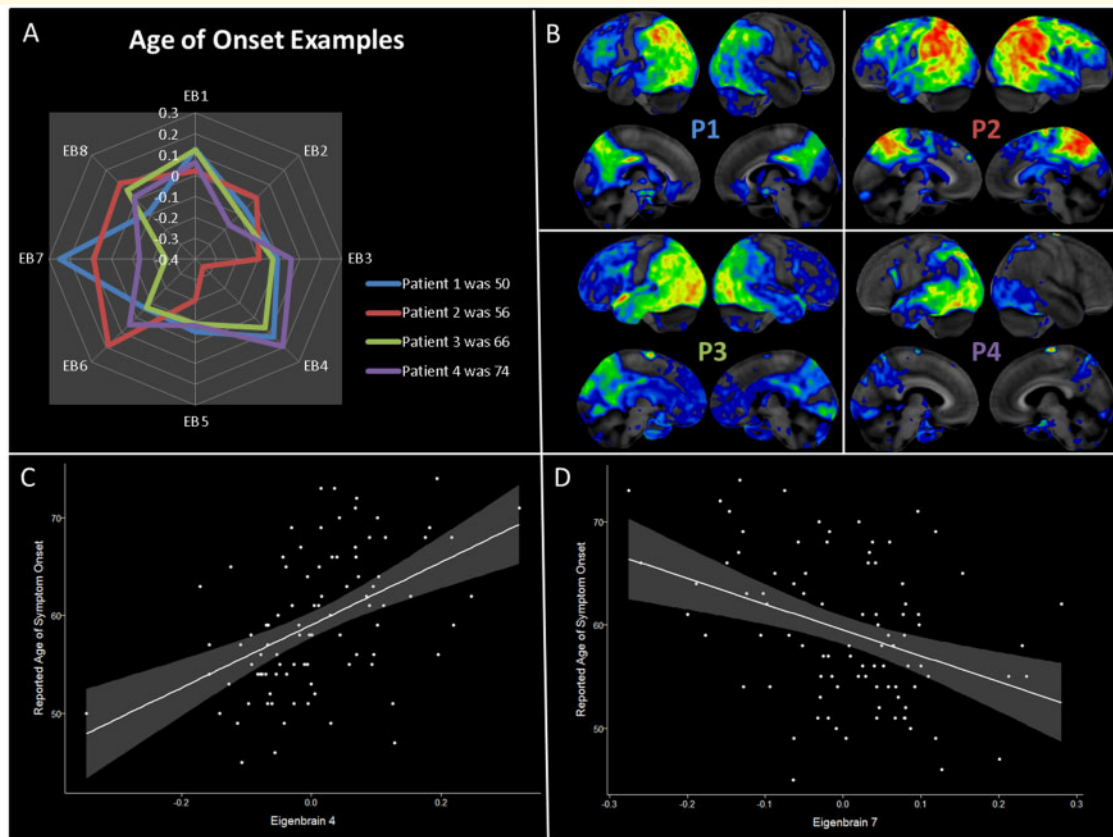 A
Age of Onset Examples
EB1
EB2
EB3
EB4
EB5
EB6
EB7
EB8
0.3
0.2
0.1
0
-0.1
-0.2
-0.3
-0.4
Patient 1 was 50
Patient 2 was 56
Patient 3 was 66
Patient 4 was 74
B
P1
P2
P3
P4
C
Reported Age of Symptom Onset
70
60
50
-0.2
0.0
0.2
Eigenbrain 4
D
Reported Age of Symptom Onset
70
60
50
-0.3
-0.2
-0.1
0.0
0.1
0.2
0.3
Eigenbrain 7